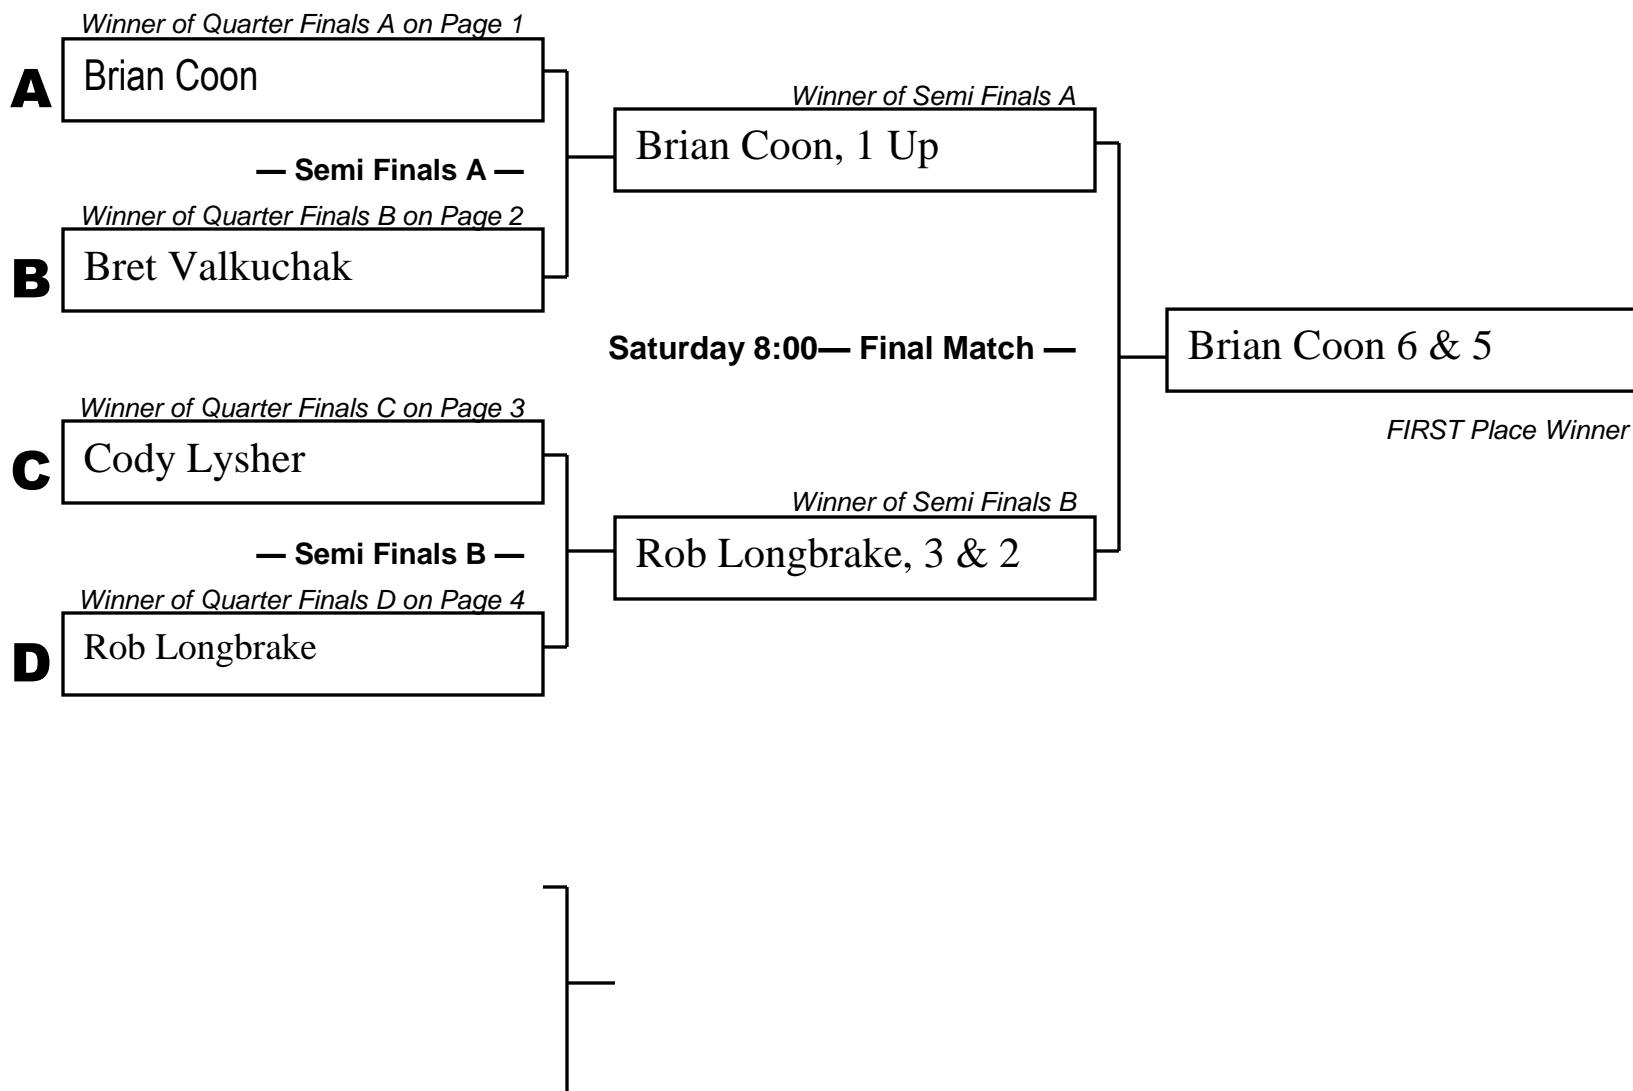 Winner of Quarter Finals A on Page 1
A Brian Coon
— Semi Finals A —
Winner of Quarter Finals B on Page 2
B Bret Valkuchak
Winner of Semi Finals A
Brian Coon, 1 Up
Saturday 8:00— Final Match —
Brian Coon 6 & 5
FIRST Place Winner
Winner of Quarter Finals C on Page 3
C Cody Lysher
— Semi Finals B —
Winner of Quarter Finals D on Page 4
D Rob Longbrake
Winner of Semi Finals B
Rob Longbrake, 3 & 2